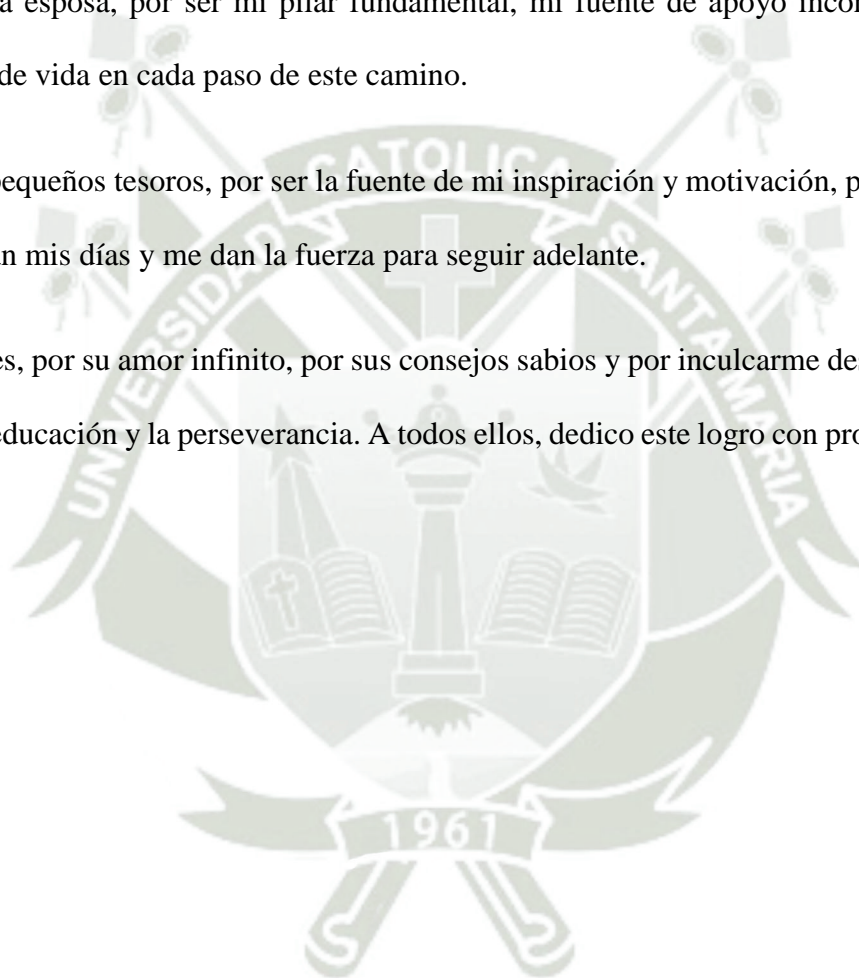 a esposa, por ser mi pilar fundamental, mi fuente de apoyo
de vida en cada paso de este camino.
pequeños tesoros, por ser la fuente de mi inspiración y motivación,
mis días y me dan la fuerza para seguir adelante.
por su amor infinito, por sus consejos sabios y por inculcarme
educación y la perseverancia. A todos ellos, dedico este logro con
UNIVERSIDAD CATOLICA SANTA MARIA
1961